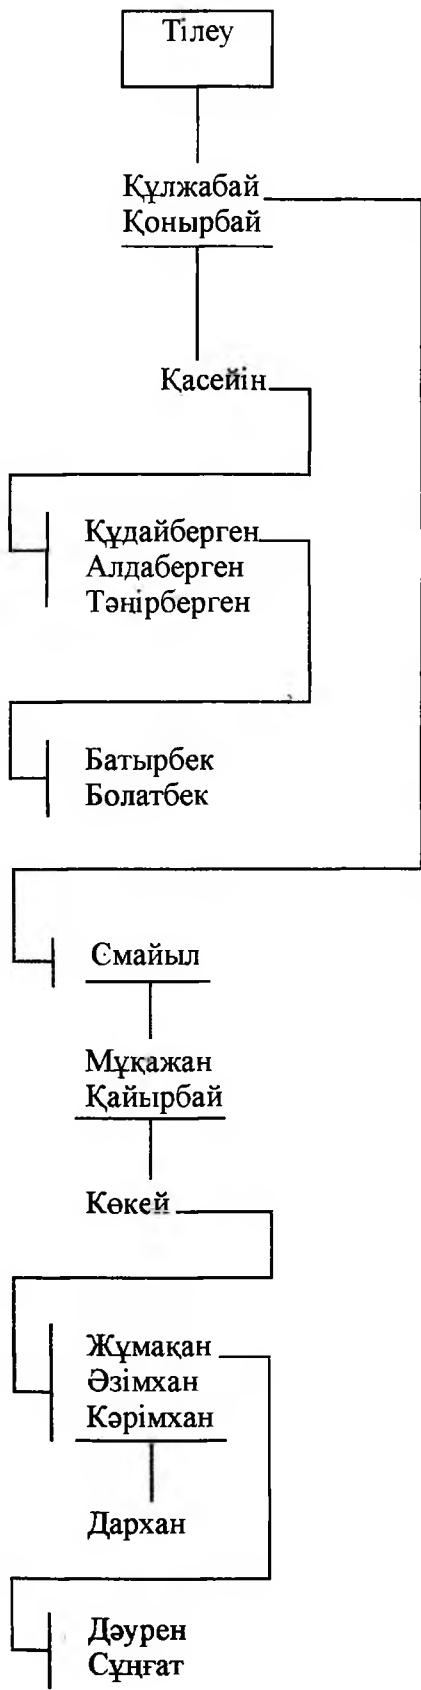 Тілеу
Құлжабай
Қонырбай
Қасейін
Құдайберген
Алдаберген
Тәңірберген
Батырбек
Болатбек
Смайыл
Мұқажан
Қайырбай
Көкей
Жұмақан
Әзімхан
Кәрімхан
Дархан
Дәурен
Сұңғат